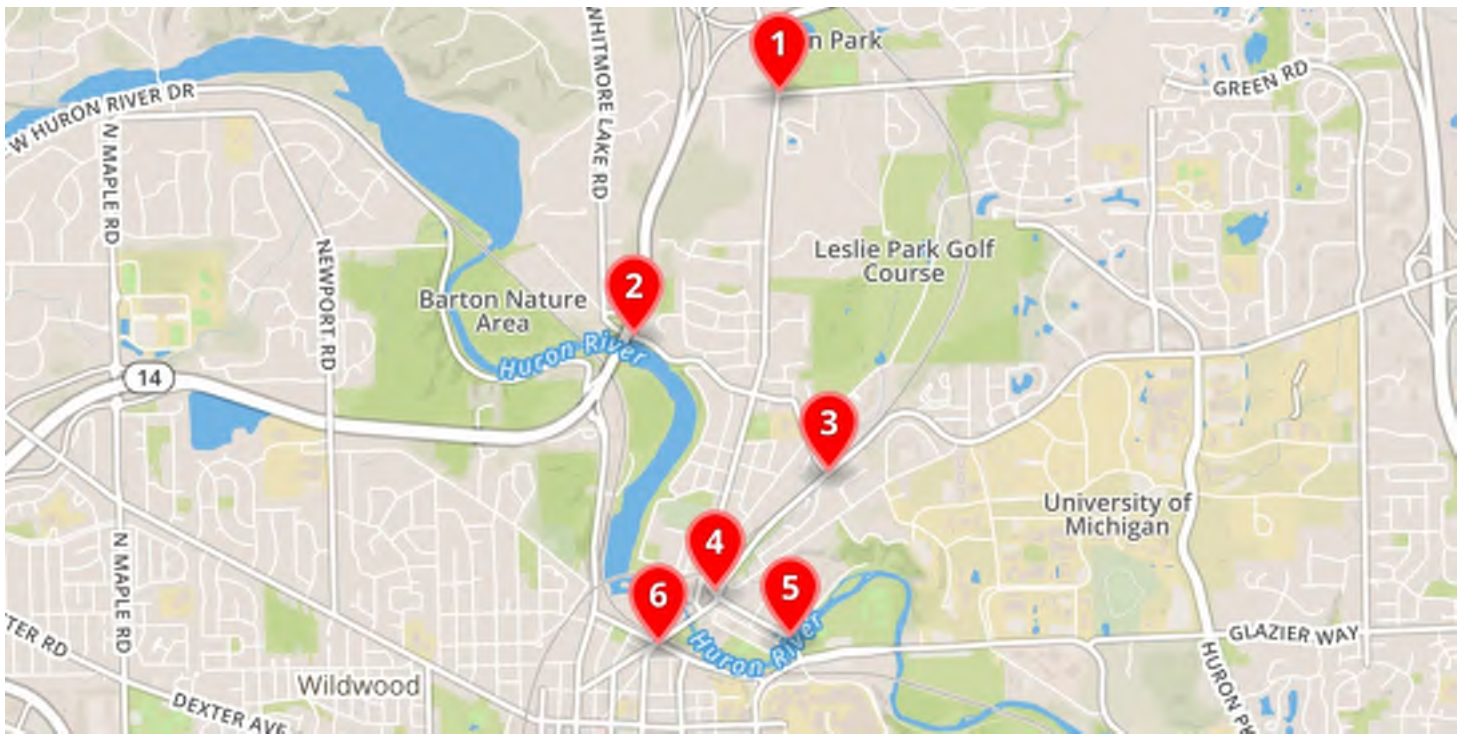 1
n Park
GREEN RD
WHITMORE LAKE RD
W HURON RIVER DR
N MAPLE RD
NEWPORT RD
Leslie Park Golf
Course
2
Barton Nature
Area
Huron River
14
3
University of
Michigan
4
5
6
Huron River
N MAPLE RD
TER RD
GLAZIER WAY
Wildwood
DEXTER AVE
HURON PK